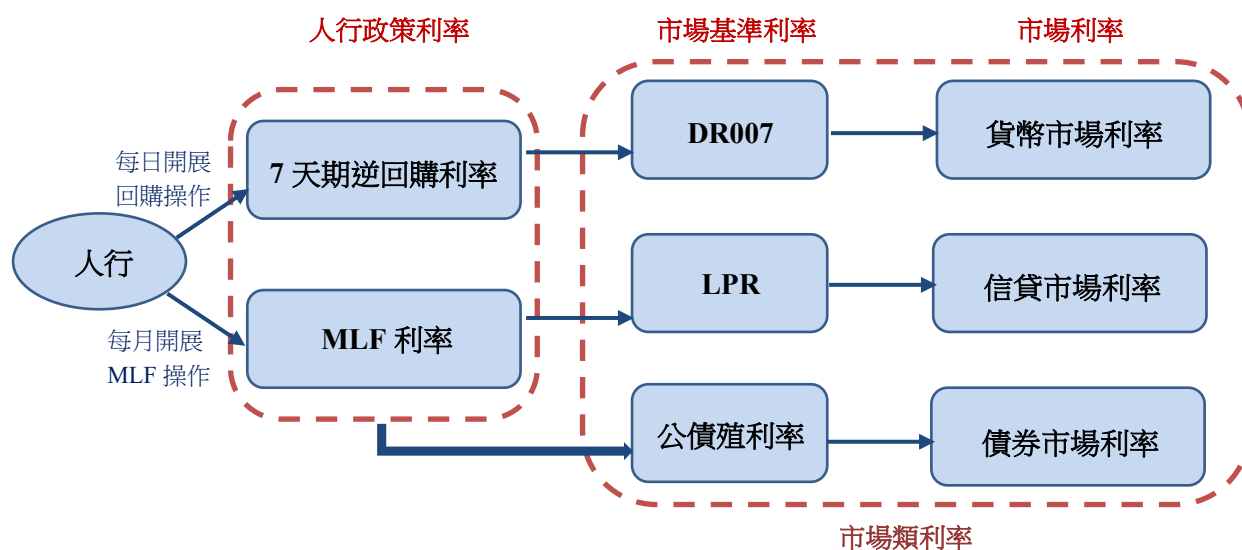 人行政策利率
市場基準利率
市場利率
每日開展
回購操作
7 天期逆回購利率
DR007
貨幣市場利率
人行
每月開展
MLF 操作
MLF 利率
LPR
信貸市場利率
公債殖利率
債券市場利率
市場類利率